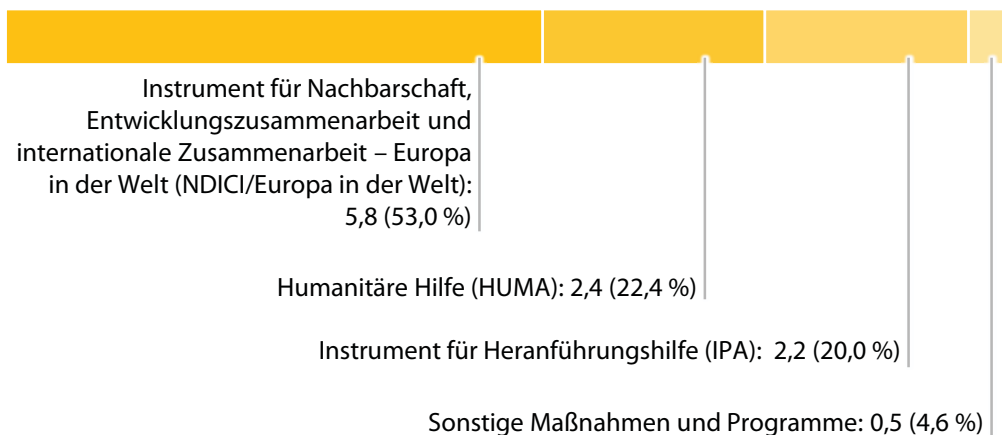 Instrument für Nachbarschaft,
Entwicklungszusammenarbeit und
internationale Zusammenarbeit – Europa
in der Welt (NDICI/Europa in der Welt):
5,8 (53,0 %)
Humanitäre Hilfe (HUMA): 2,4 (22,4 %)
Instrument für Heranführungshilfe (IPA): 2,2 (20,0 %)
Sonstige Maßnahmen und Programme: 0,5 (4,6 %)